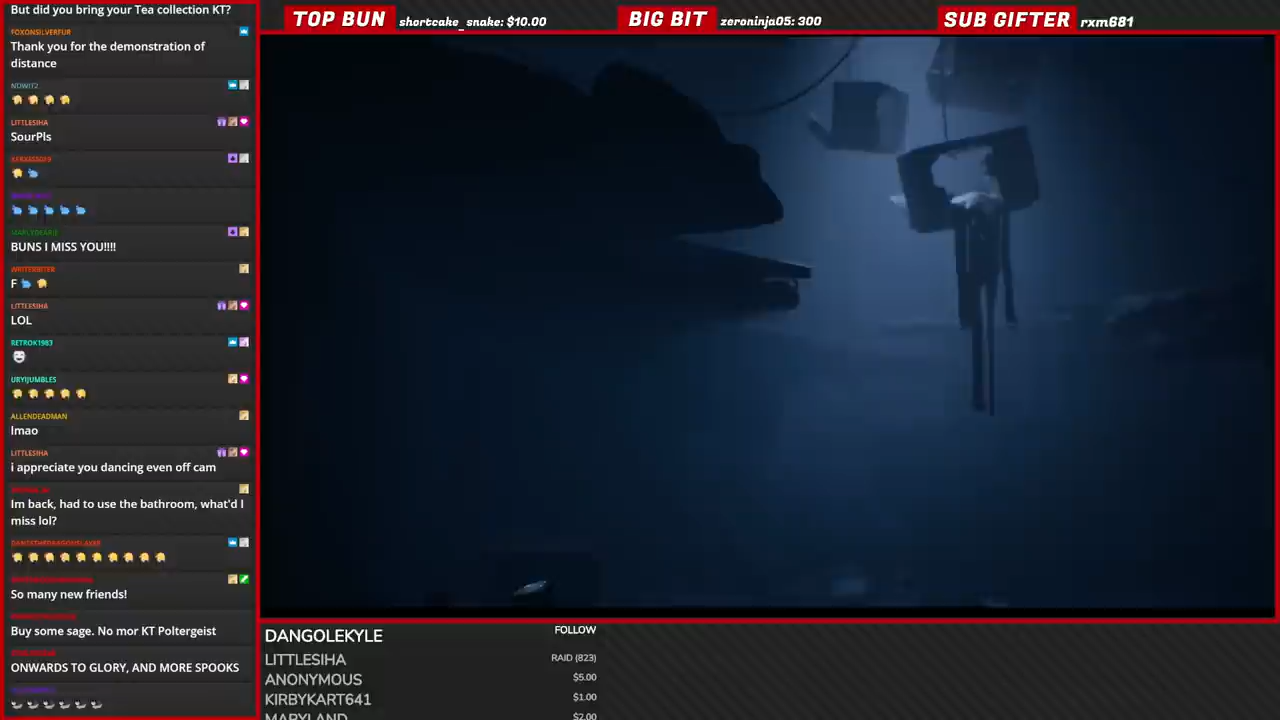 TOP BUN shortcake_snake: $10.00 BIG BIT zeroninja05: 300 SUB GIFTER rxm681
But did you bring your Tea collection KT?
FOXONSILVERFUR
Thank you for the demonstration of
distance
LITTLESIHA
SourPls
BUNS I MISS YOU!!!!
WRITERBITER
F
LITTLESIHA
LOL
RETROK1983
URYIJUMBLES
ALLENDEADMAN
lmao
LITTLESIHA
i appreciate you dancing even off cam
Im back, had to use the bathroom, what'd I
miss lol?
So many new friends!
Buy some sage. No mor KT Poltergeist
ONWARDS TO GLORY, AND MORE SPOOKS
DANGOLEKYLE FOLLOW
LITTLESIHA RAID (823)
ANONYMOUS $5.00
KIRBYKART641 $1.00
MARYLAND $2.00